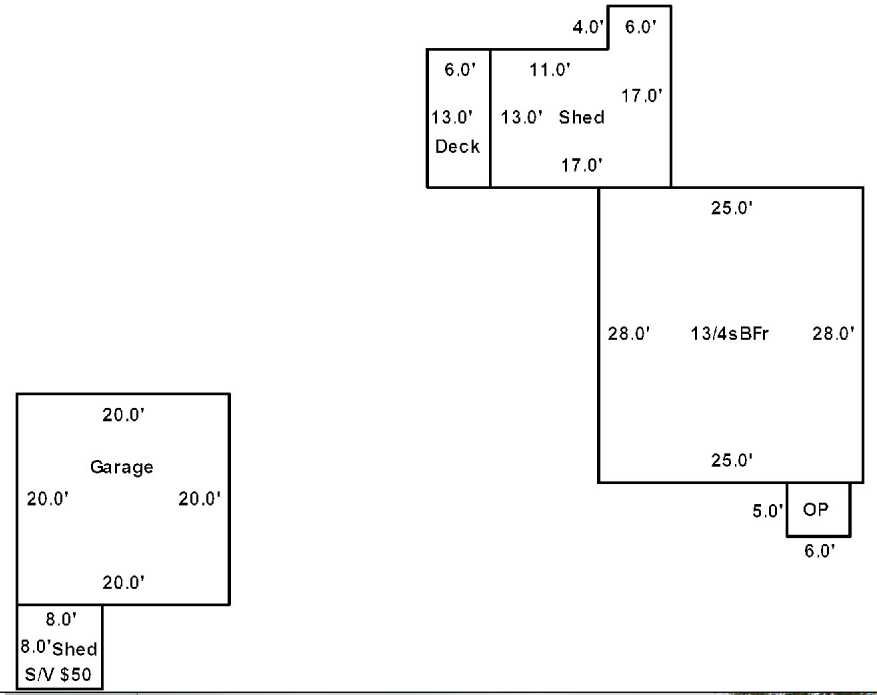 4.0' 6.0'
6.0' 11.0'
17.0'
13.0' 13.0' Shed
Deck
17.0'
25.0'
28.0' 13/4sBFr 28.0'
20.0'
25.0'
Garage
20.0' 20.0'
5.0' OP
6.0'
20.0'
8.0'
8.0' Shed
S/V $50